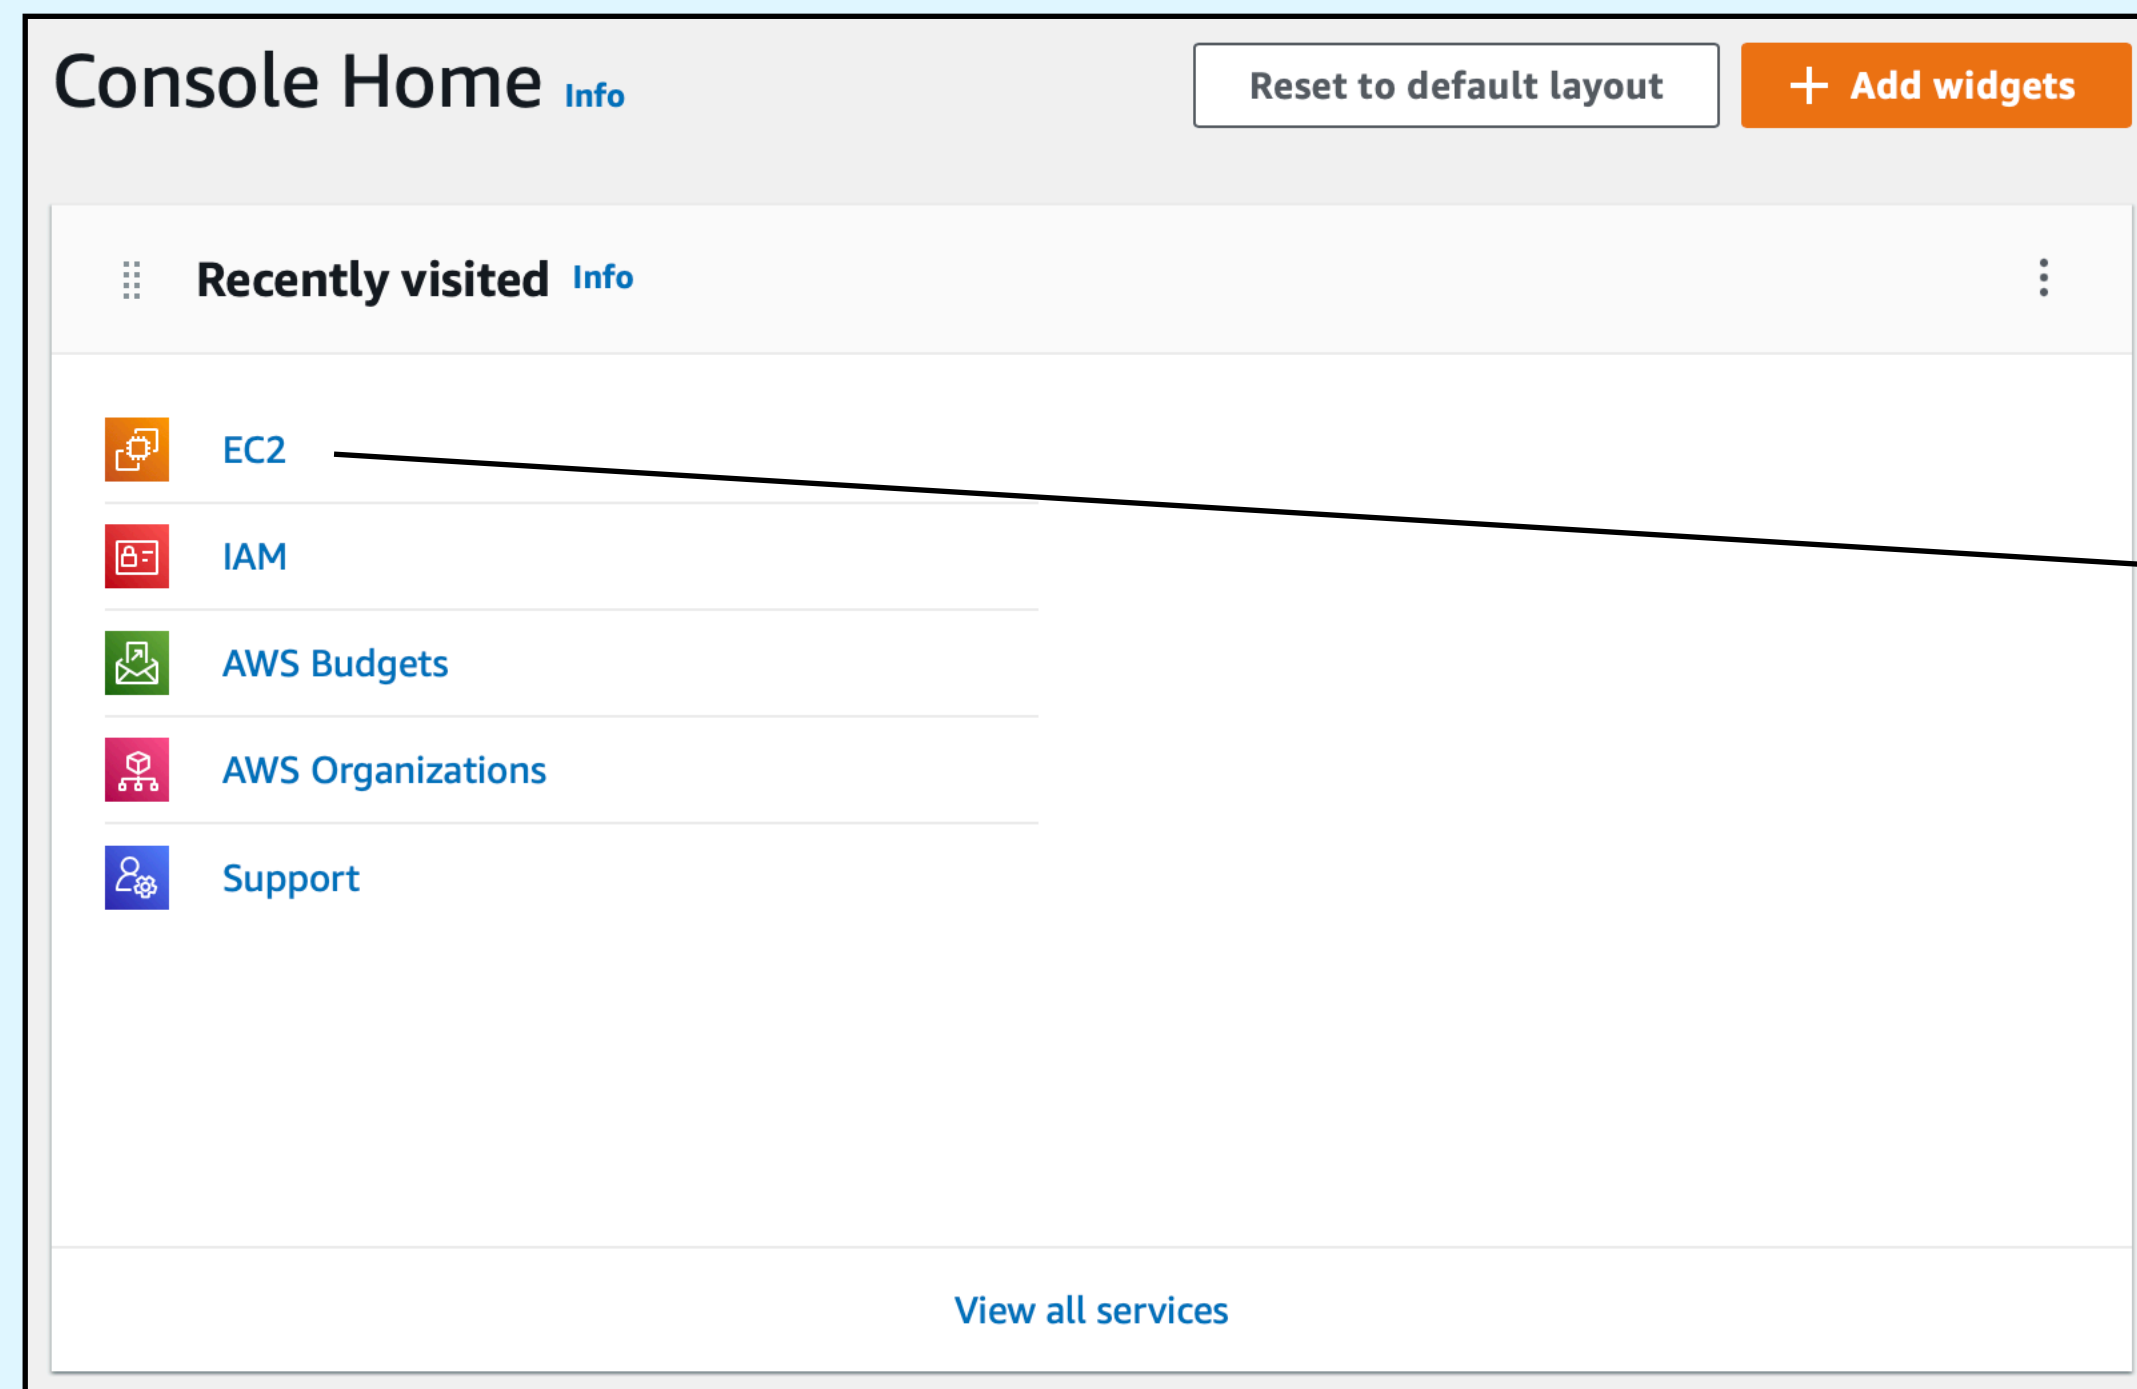 Console Home Info
Reset to default layout
+ Add widgets
Recently visited Info
EC2
IAM
AWS Budgets
AWS Organizations
Support
View all services